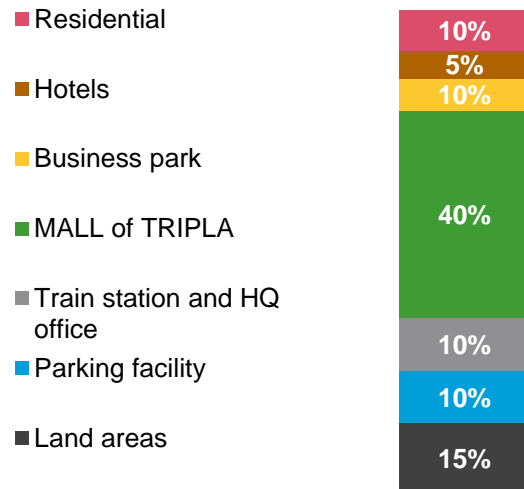 Residential
10%
5%
Hotels
10%
Business park
MALL of TRIPLA
40%
Train station and HQ
office
10%
Parking facility
10%
Land areas
15%